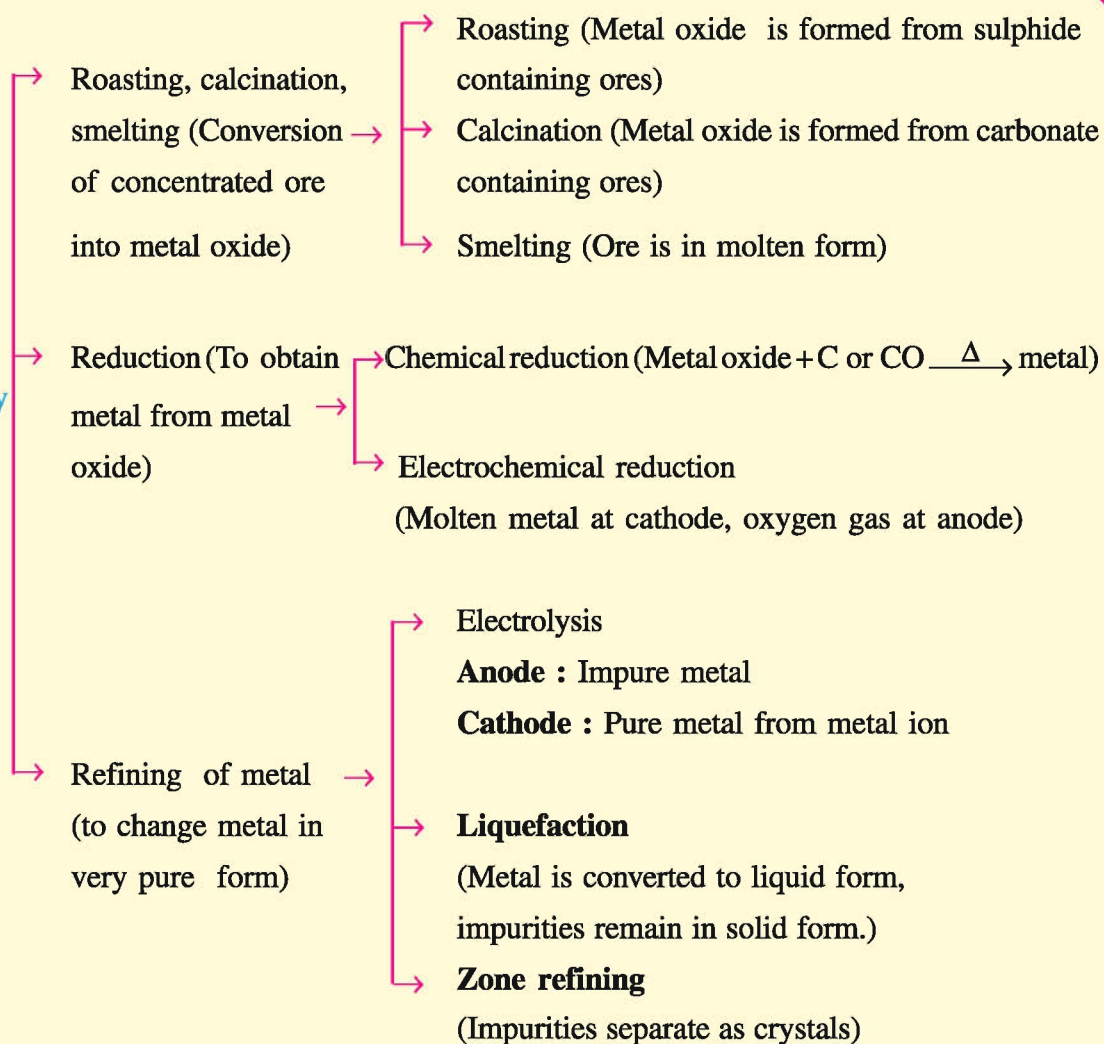 Roasting, calcination,
smelting (Conversion
of concentrated ore
into metal oxide)
Roasting (Metal oxide is formed from sulphide
containing ores)
Calcination (Metal oxide is formed from carbonate
containing ores)
Smelting (Ore is in molten form)
Reduction (To obtain
metal from metal
oxide)
Chemical reduction (Metal oxide + C or CO —Δ→ metal)
Electrochemical reduction
(Molten metal at cathode, oxygen gas at anode)
Refining of metal
(to change metal in
very pure form)
Electrolysis
Anode : Impure metal
Cathode : Pure metal from metal ion
Liquefaction
(Metal is converted to liquid form,
impurities remain in solid form.)
Zone refining
(Impurities separate as crystals)